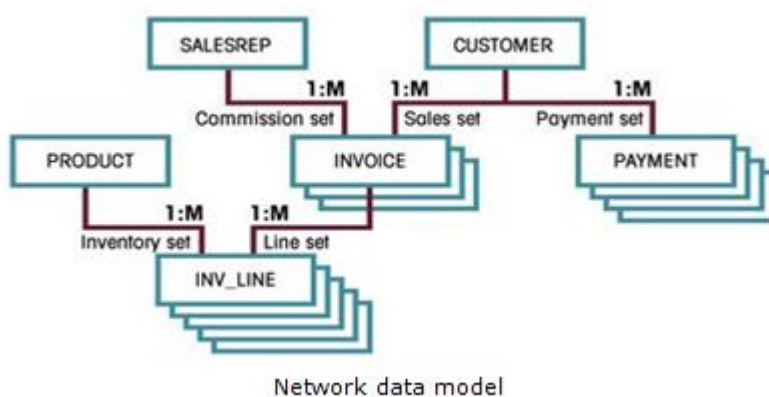 SALESREP
CUSTOMER
1:M
1:M
1:M
Commission set
Sales set
Payment set
PRODUCT
INVOICE
PAYMENT
1:M
1:M
Inventory set
Line set
INV_LINE
Network data model